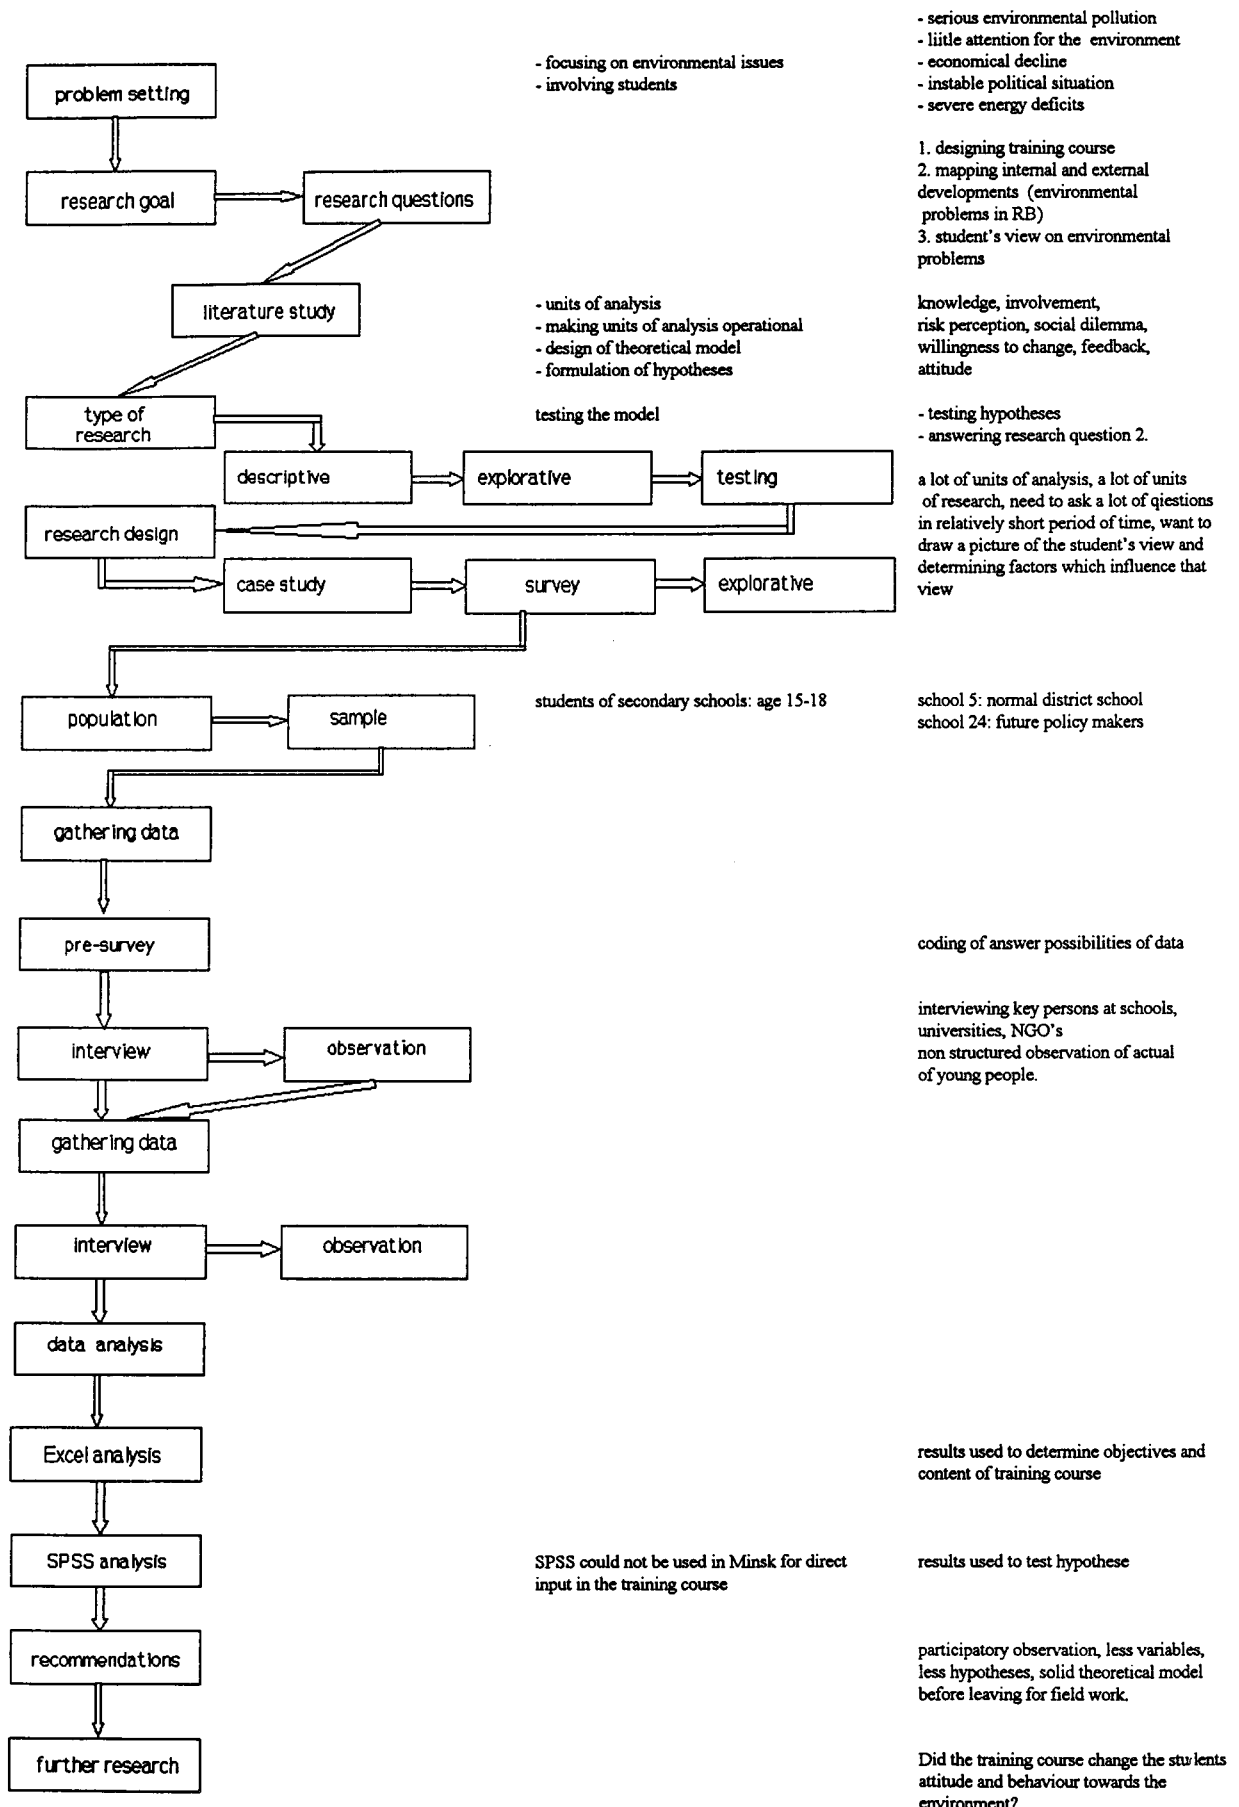 - serious environmental pollution
- liitle attention for the environment
- focusing on environmental issues
- economical decline
- involving students
- instable political situation
problem setting
- severe energy deficits
1. designing training course
2. mapping internal and external
developments (environmental
problems in RB)
3. student's view on environmental
problems
research goal
research questions
literature study
- units of analysis
- making units of analysis operational
- design of theoretical model
- formulation of hypotheses
knowledge, involvement,
risk perception, social dilemma,
willingness to change, feedback,
attitude
type of
research
testing the model
- testing hypotheses
- answering research question 2.
descriptive
explorative
testing
a lot of units of analysis, a lot of units
of research, need to ask a lot of qiestions
in relatively short period of time, want to
draw a picture of the student's view and
determining factors which influence that
view
research design
case study
survey
explorative
population
sample
students of secondary schools: age 15-18
school 5: normal district school
school 24: future policy makers
gathering data
pre-survey
coding of answer possibilities of data
interview
observation
interviewing key persons at schools,
universities, NGO's
non structured observation of actual
of young people.
gathering data
interview
observation
data analysis
Excel analysis
results used to determine objectives and
content of training course
SPSS analysis
SPSS could not be used in Minsk for direct
input in the training course
results used to test hypothese
recommendations
participatory observation, less variables,
less hypotheses, solid theoretical model
before leaving for field work.
further research
Did the training course change the students
attitude and behaviour towards the
environment?